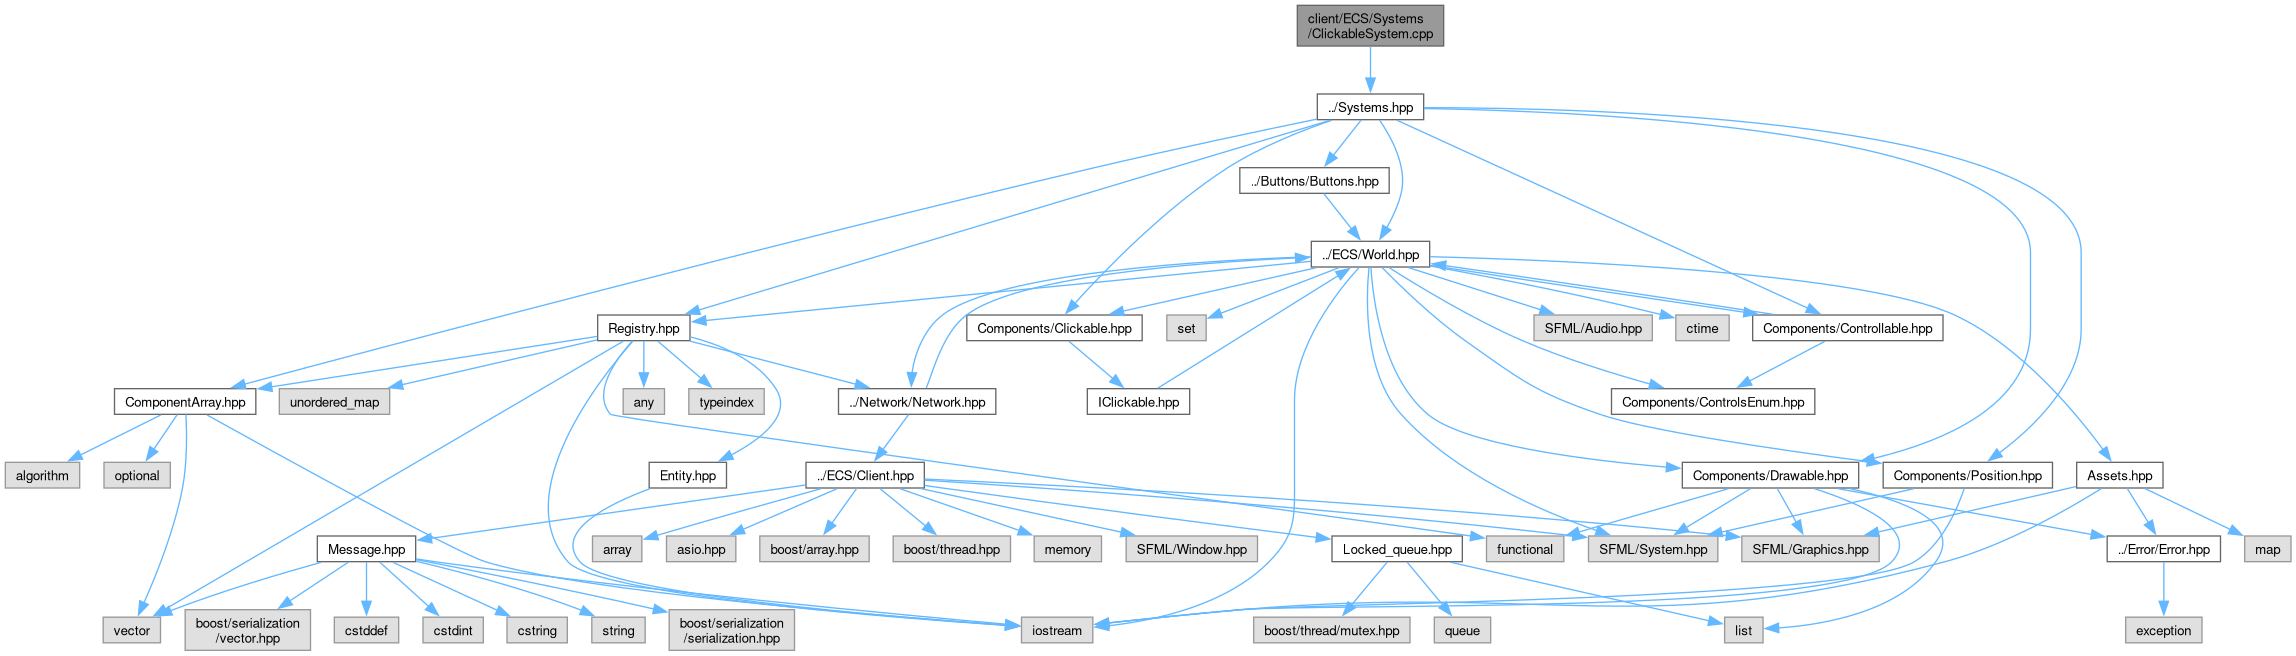 client/ECS/Systems
/ClickableSystem.cpp
../Systems.hpp
../Buttons/Buttons.hpp
../ECS/World.hpp
Registry.hpp
Components/Clickable.hpp
set
SFML/Audio.hpp
ctime
Components/Controllable.hpp
ComponentArray.hpp
unordered_map
any
typeindex
../Network/Network.hpp
IClickable.hpp
Components/ControlsEnum.hpp
algorithm
optional
Entity.hpp
../ECS/Client.hpp
Components/Drawable.hpp
Components/Position.hpp
Assets.hpp
Message.hpp
array
asio.hpp
boost/array.hpp
boost/thread.hpp
memory
SFML/Window.hpp
Locked_queue.hpp
functional
SFML/System.hpp
SFML/Graphics.hpp
../Error/Error.hpp
map
vector
boost/serialization
/vector.hpp
cstddef
cstdint
cstring
string
boost/serialization
/serialization.hpp
iostream
boost/thread/mutex.hpp
queue
list
exception